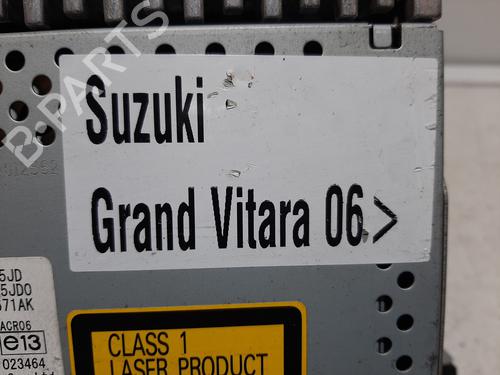 B-PARTS
Suzuki
Grand Vitara 06>
5JD
5JD0
571AK
ACR06
e13
023464
CLASS 1
LASER PRODUCT